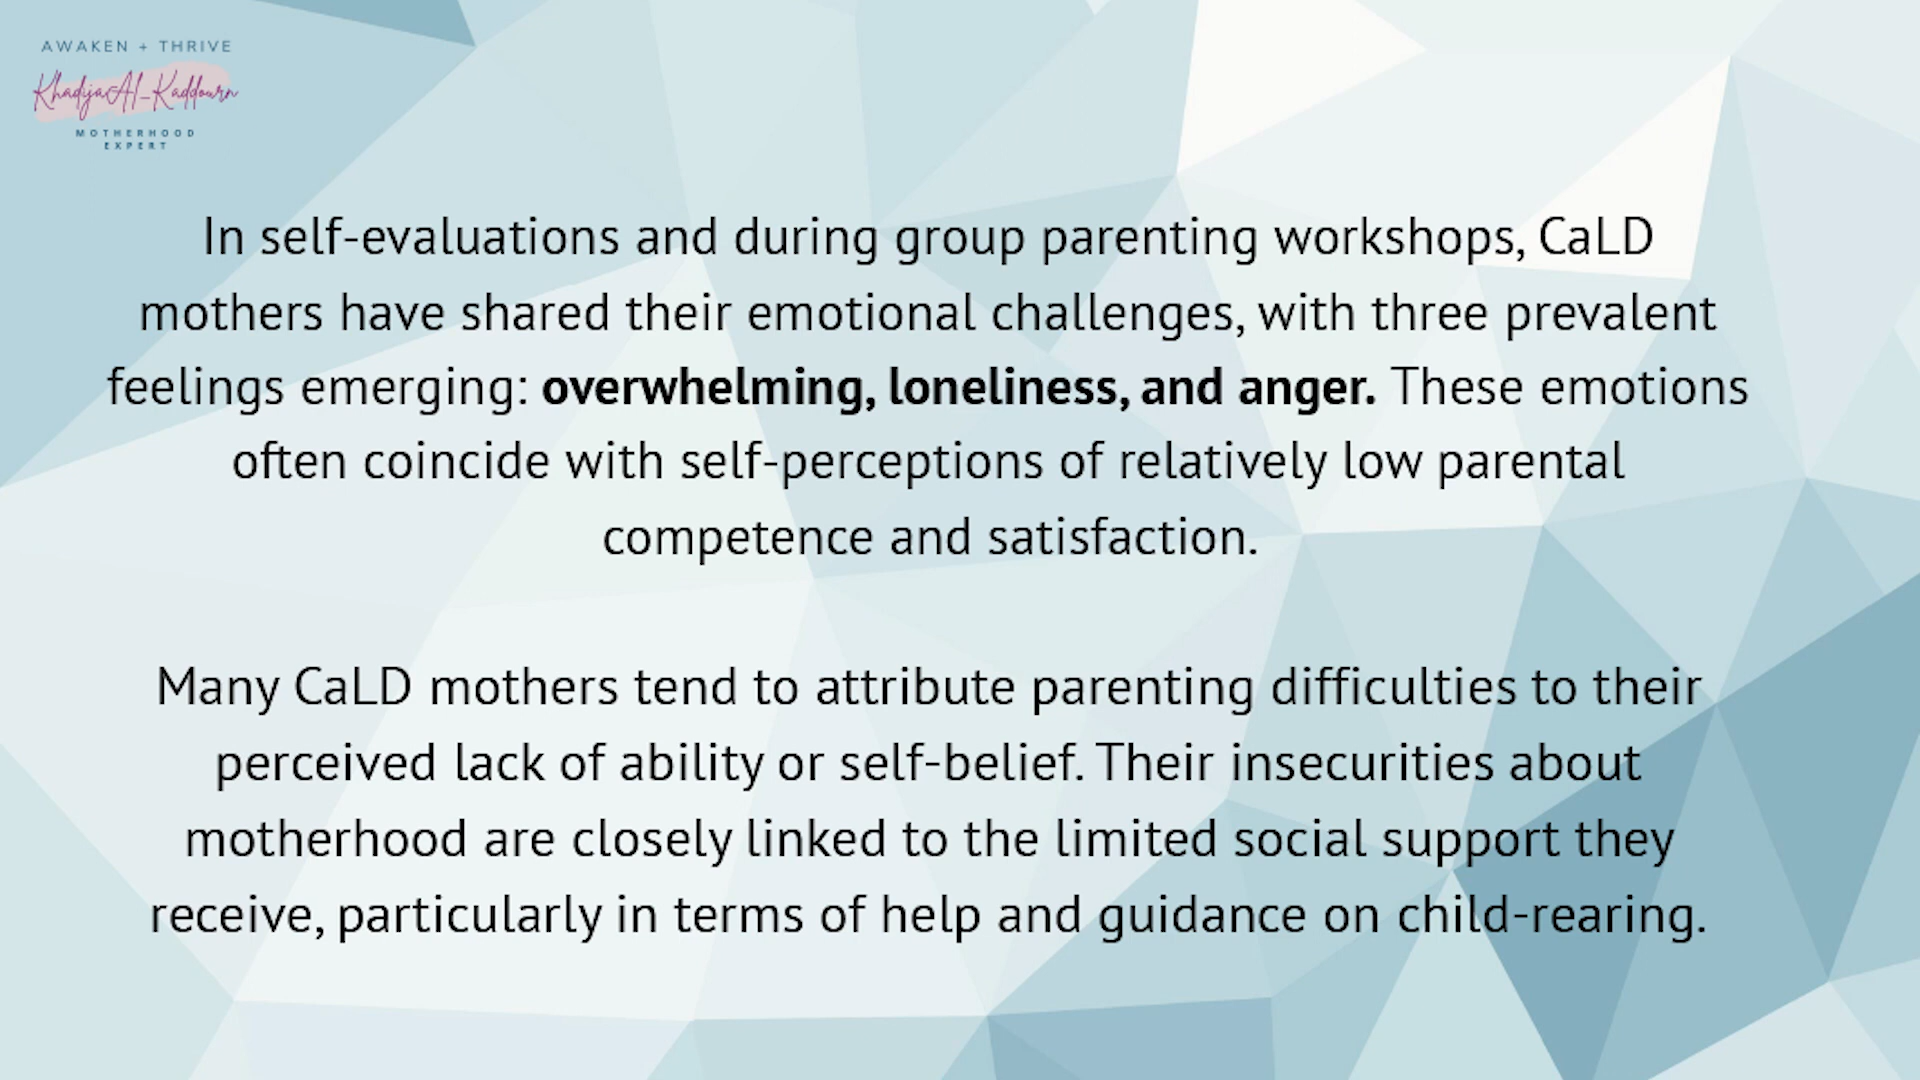 AWAKEN + THRIVE
Khadija Al_Kaddourn
MOTHERHOOD
EXPERT
In self-evaluations and during group parenting workshops, CaLD
mothers have shared their emotional challenges, with three prevalent
feelings emerging: overwhelming, loneliness, and anger. These emotions
often coincide with self-perceptions of relatively low parental
competence and satisfaction.
Many CaLD mothers tend to attribute parenting difficulties to their
perceived lack of ability or self-belief. Their insecurities about
motherhood are closely linked to the limited social support they
receive, particularly in terms of help and guidance on child-rearing.